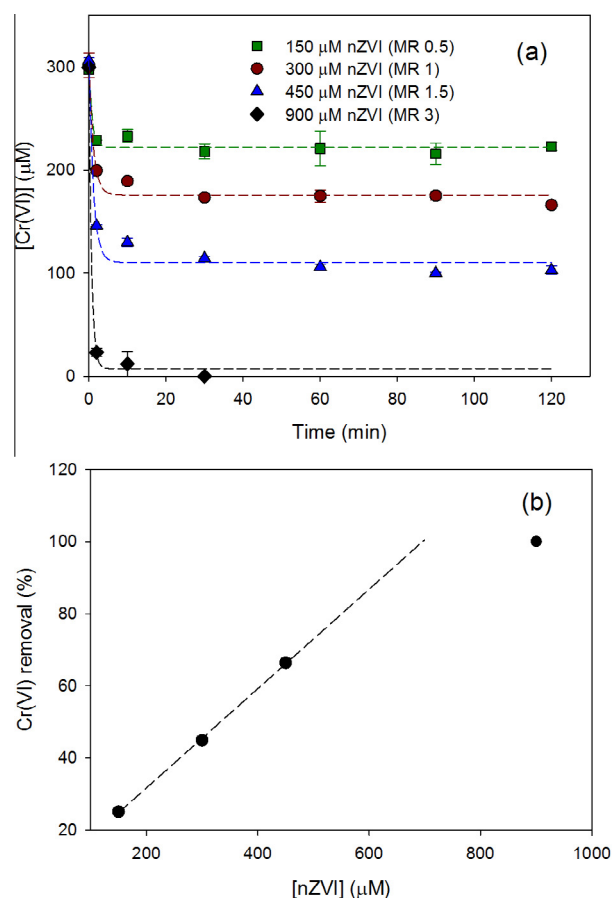 (a)
150 μM nZVI (MR 0.5)
300 μM nZVI (MR 1)
450 μM nZVI (MR 1.5)
900 μM nZVI (MR 3)
[Cr(VI)] (μM)
300
200
100
0
0 20 40 60 80 100 120
Time (min)
(b)
Cr(VI) removal (%)
120
100
80
60
40
20
200 400 600 800 1000
[nZVI] (μM)